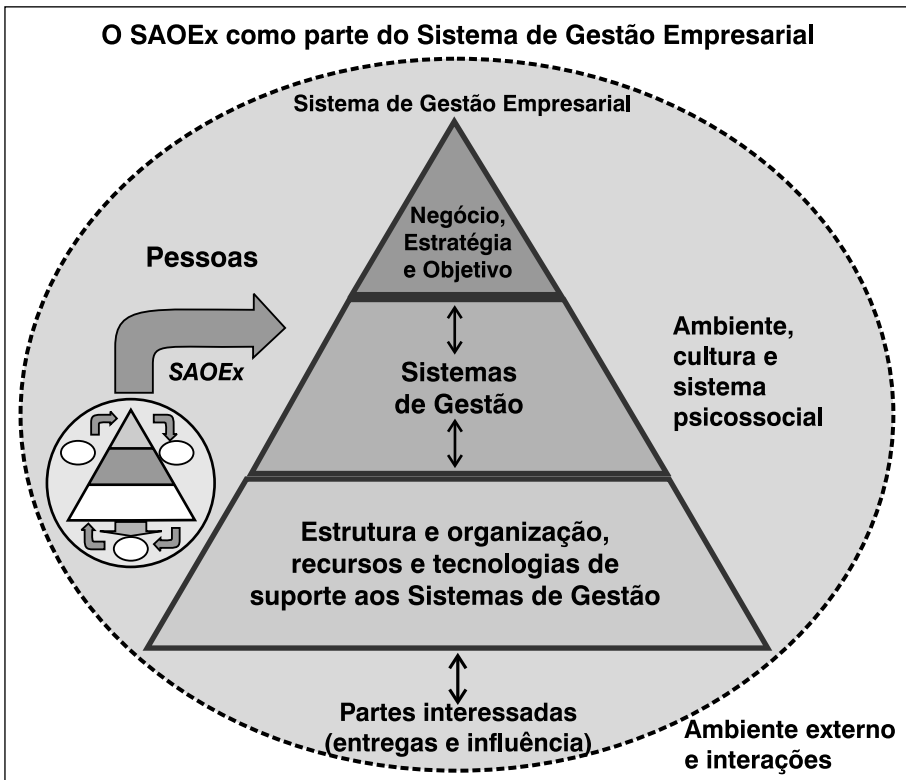 O SAOEx como parte do Sistema de Gestão Empresarial
Sistema de Gestão Empresarial
Negócio,
Estratégia
e Objetivo
Pessoas
SAOEx
Sistemas
de Gestão
Ambiente,
cultura e
sistema
psicossocial
Estrutura e organização,
recursos e tecnologias de
suporte aos Sistemas de Gestão
Partes interessadas
(entregas e influência)
Ambiente externo
e interações